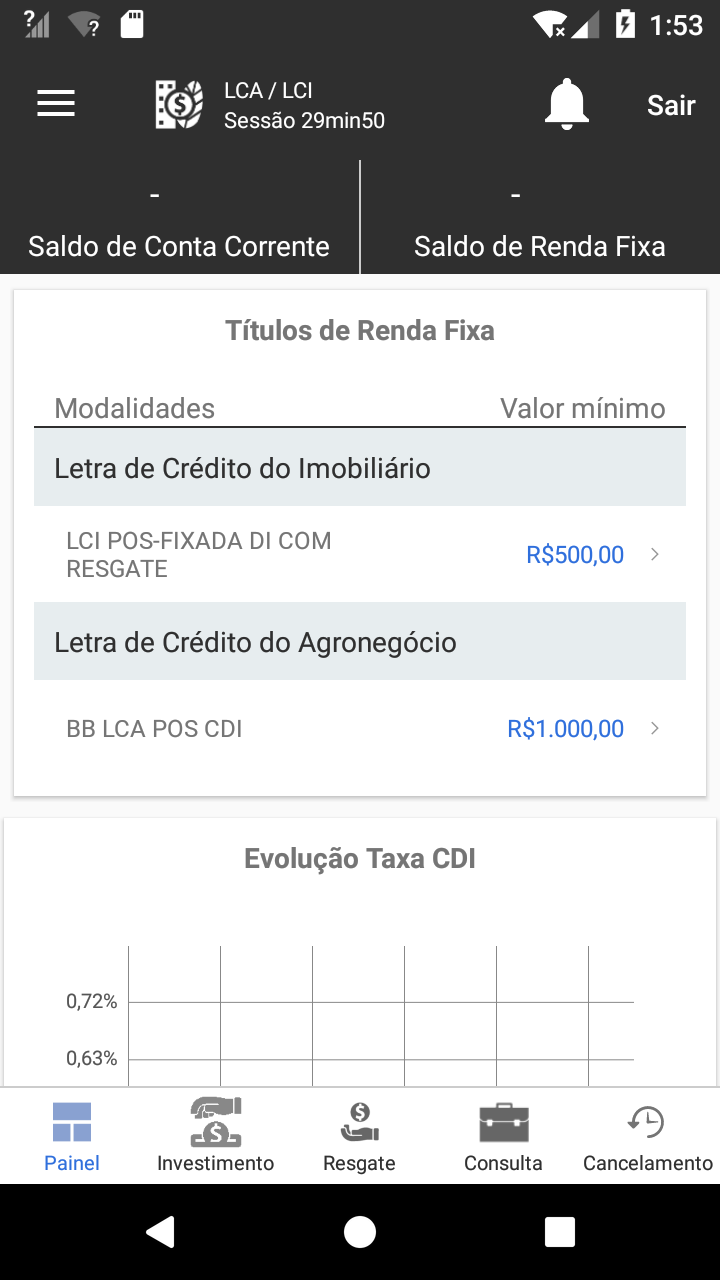 1:53
LCA / LCI
Sessão 29min50
Sair
-
-
Saldo de Conta Corrente
Saldo de Renda Fixa
Títulos de Renda Fixa
Modalidades
Valor mínimo
Letra de Crédito do Imobiliário
LCI POS-FIXADA DI COM
RESGATE
R$500,00
Letra de Crédito do Agronegócio
BB LCA POS CDI
R$1.000,00
Evolução Taxa CDI
0,72%
0,63%
Painel
Investimento
Resgate
Consulta
Cancelamento